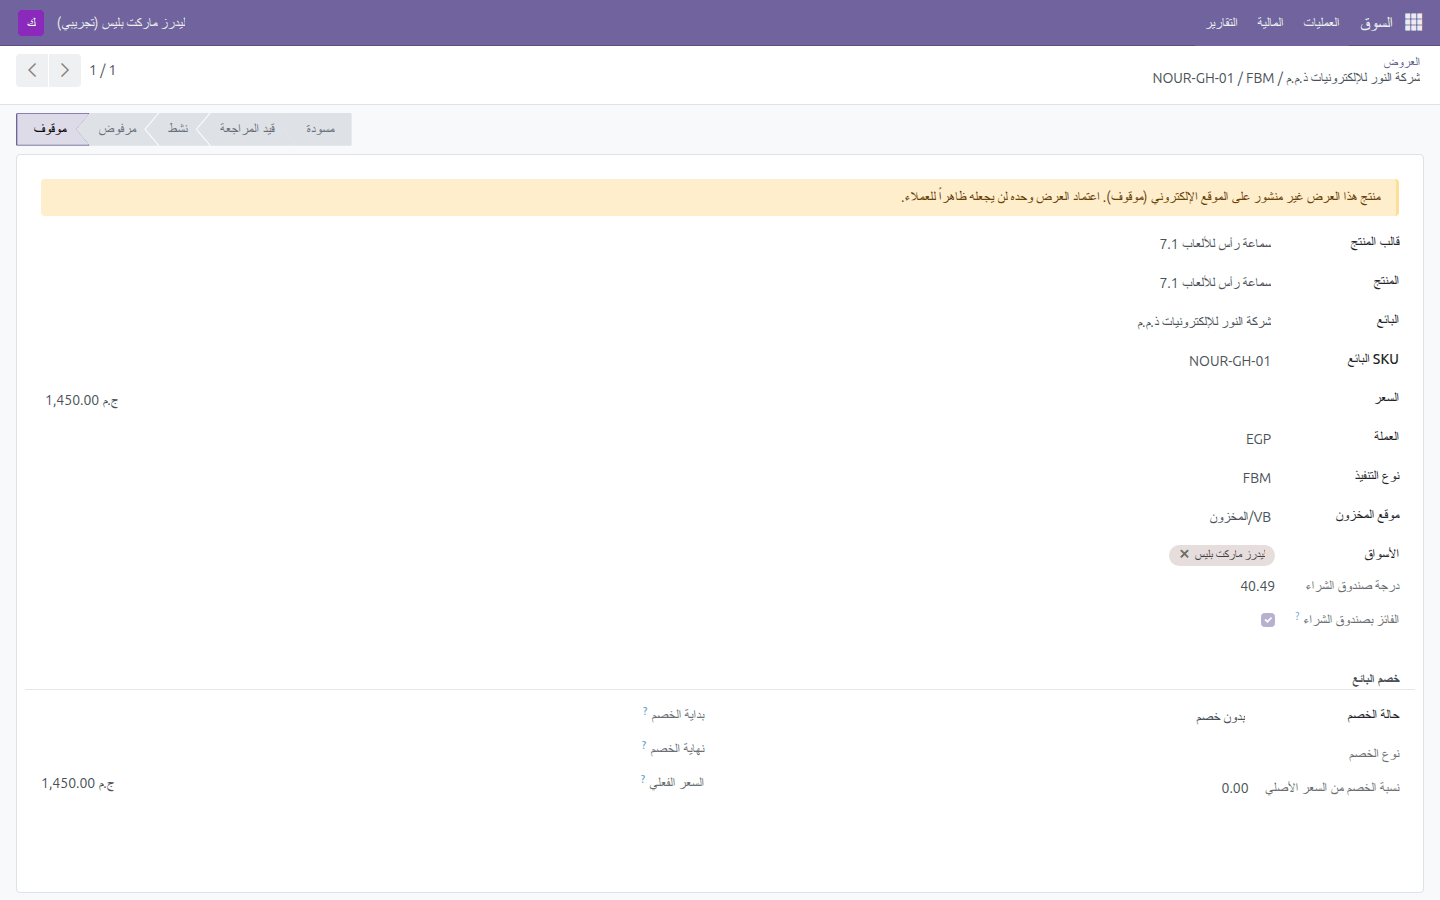 السوق العمليات المالية التقارير ليدرز ماركت بليس (تجريبي) ك
العروض
شركة النور للإلكترونيات ذ.م.م / NOUR-GH-01 / FBM
1 / 1
مسودة قيد المراجعة نشط مرفوض موقوف
منتج هذا العرض غير منشور على الموقع الإلكتروني (موقوف). اعتماد العرض وحده لن يجعله ظاهراً للعملاء.
قالب المنتج سماعة رأس للألعاب 7.1
المنتج سماعة رأس للألعاب 7.1
البائع شركة النور للإلكترونيات ذ.م.م
SKU البائع NOUR-GH-01
السعر 1,450.00 ج.م
العملة EGP
نوع التنفيذ FBM
موقع المخزون VB/المخزون
الأسواق ليدرز ماركت بليس ✕
درجة صندوق الشراء 40.49
الفائز بصندوق الشراء ?
خصم البائع
حالة الخصم بدون خصم بداية الخصم ?
نوع الخصم نهاية الخصم ?
نسبة الخصم من السعر الأصلي 0.00 السعر الفعلي ? 1,450.00 ج.م